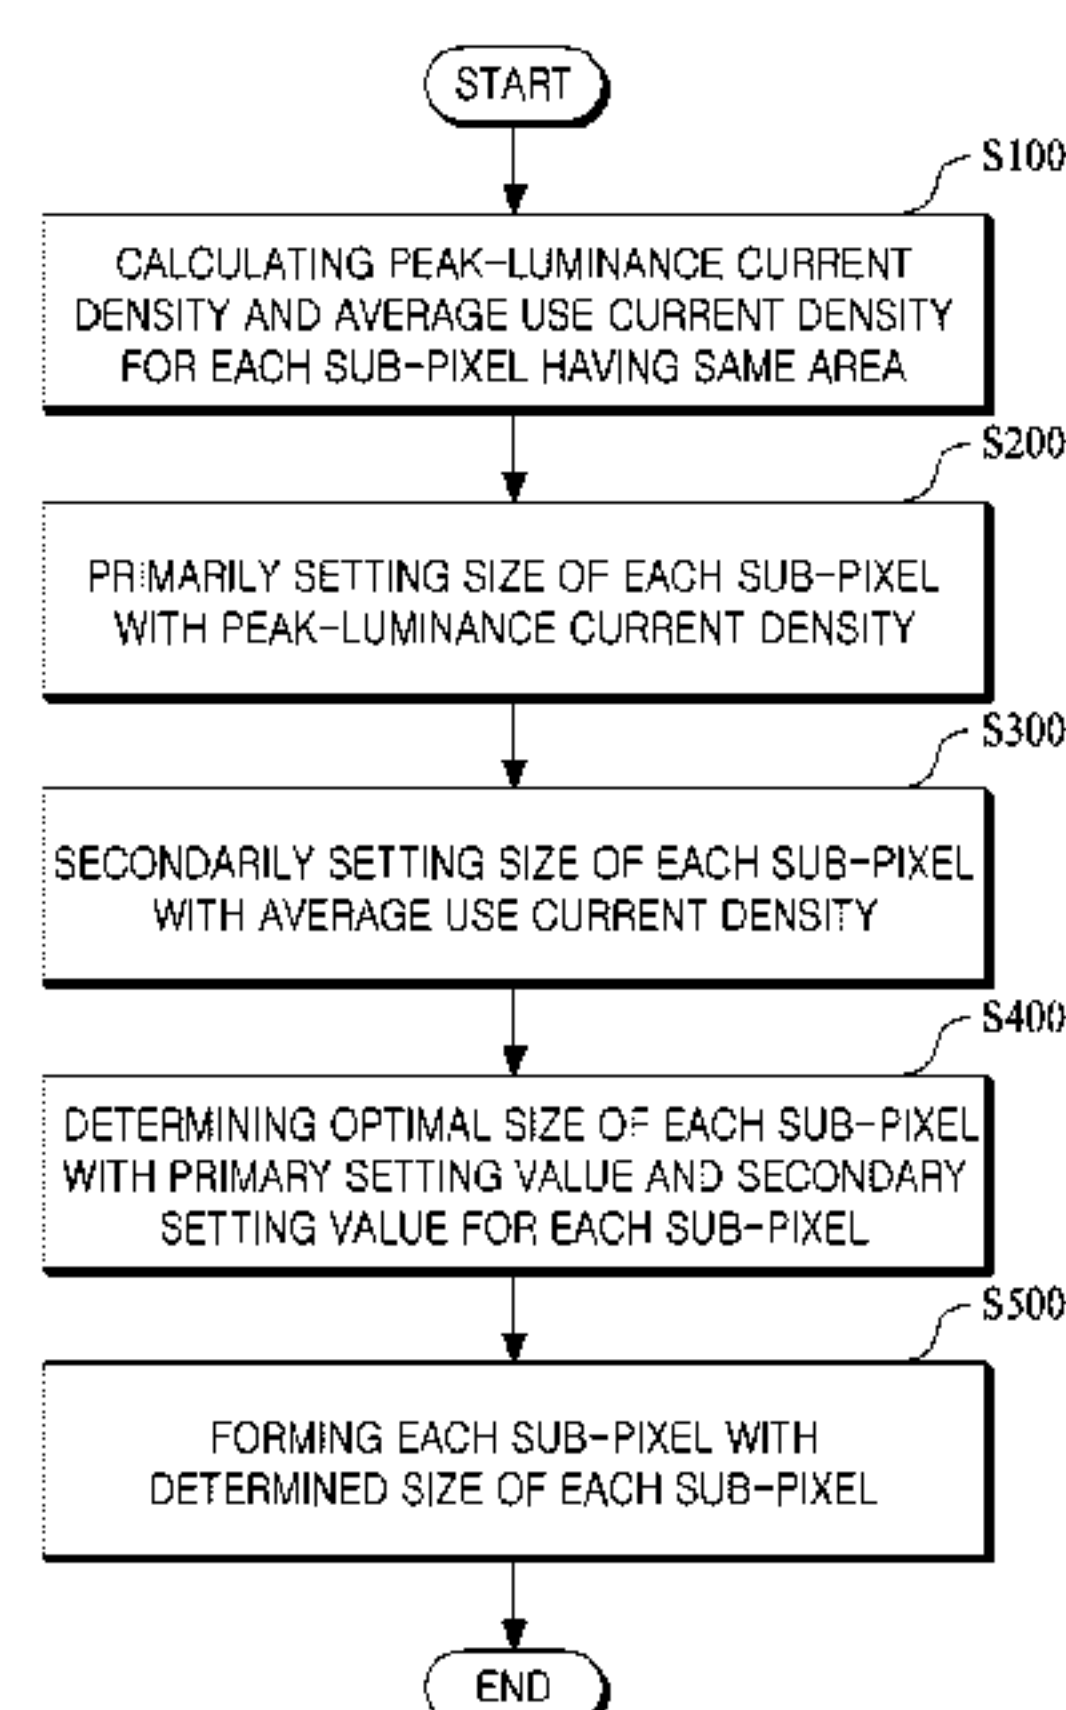 START
S100
CALCULATING PEAK-LUMINANCE CURRENT
DENSITY AND AVERAGE USE CURRENT DENSITY
FOR EACH SUB-PIXEL HAVING SAME AREA
S200
PRIMARILY SETTING SIZE OF EACH SUB-PIXEL
WITH PEAK-LUMINANCE CURRENT DENSITY
S300
SECONDARILY SETTING SIZE OF EACH SUB-PIXEL
WITH AVERAGE USE CURRENT DENSITY
S400
DETERMINING OPTIMAL SIZE OF EACH SUB-PIXEL
WITH PRIMARY SETTING VALUE AND SECONDARY
SETTING VALUE FOR EACH SUB-PIXEL
S500
FORMING EACH SUB-PIXEL WITH
DETERMINED SIZE OF EACH SUB-PIXEL
END